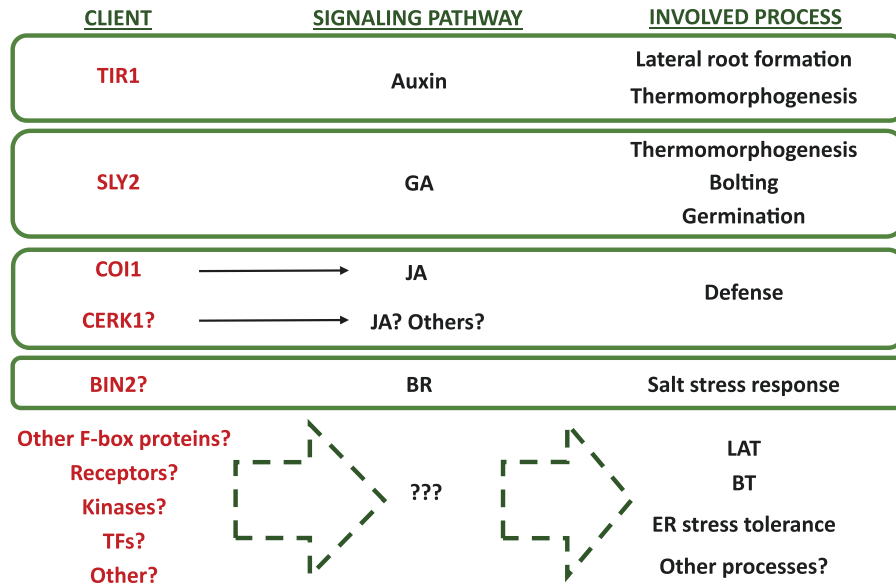 CLIENT SIGNALING PATHWAY INVOLVED PROCESS
TIR1 Auxin Lateral root formation
Thermomorphogenesis
SLY2 GA Thermomorphogenesis
Bolting
Germination
COI1 JA Defense
CERK1? JA? Others?
BIN2? BR Salt stress response
Other F-box proteins?
Receptors?
Kinases?
TFs?
Other?
???
LAT
BT
ER stress tolerance
Other processes?